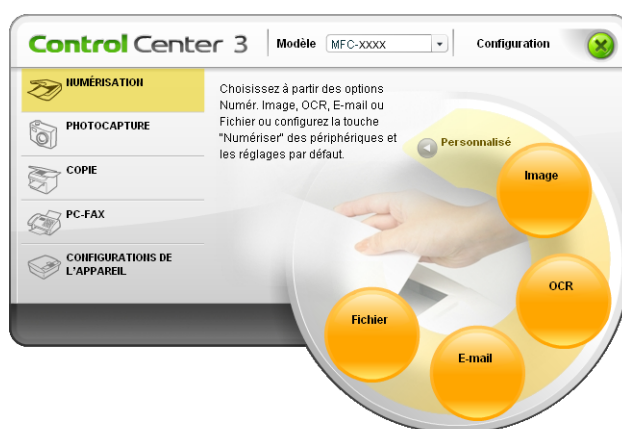 Control Center 3
Modèle MFC-XXXX Configuration
NUMÉRISATION
PHOTOCAPTURE
COPIE
PC-FAX
CONFIGURATIONS DE
L'APPAREIL
Choisissez à partir des options
Numér. Image, OCR, E-mail ou
Fichier ou configurez la touche
"Numériser" des périphériques et
les réglages par défaut.
Personnalisé
Image
OCR
E-mail
Fichier